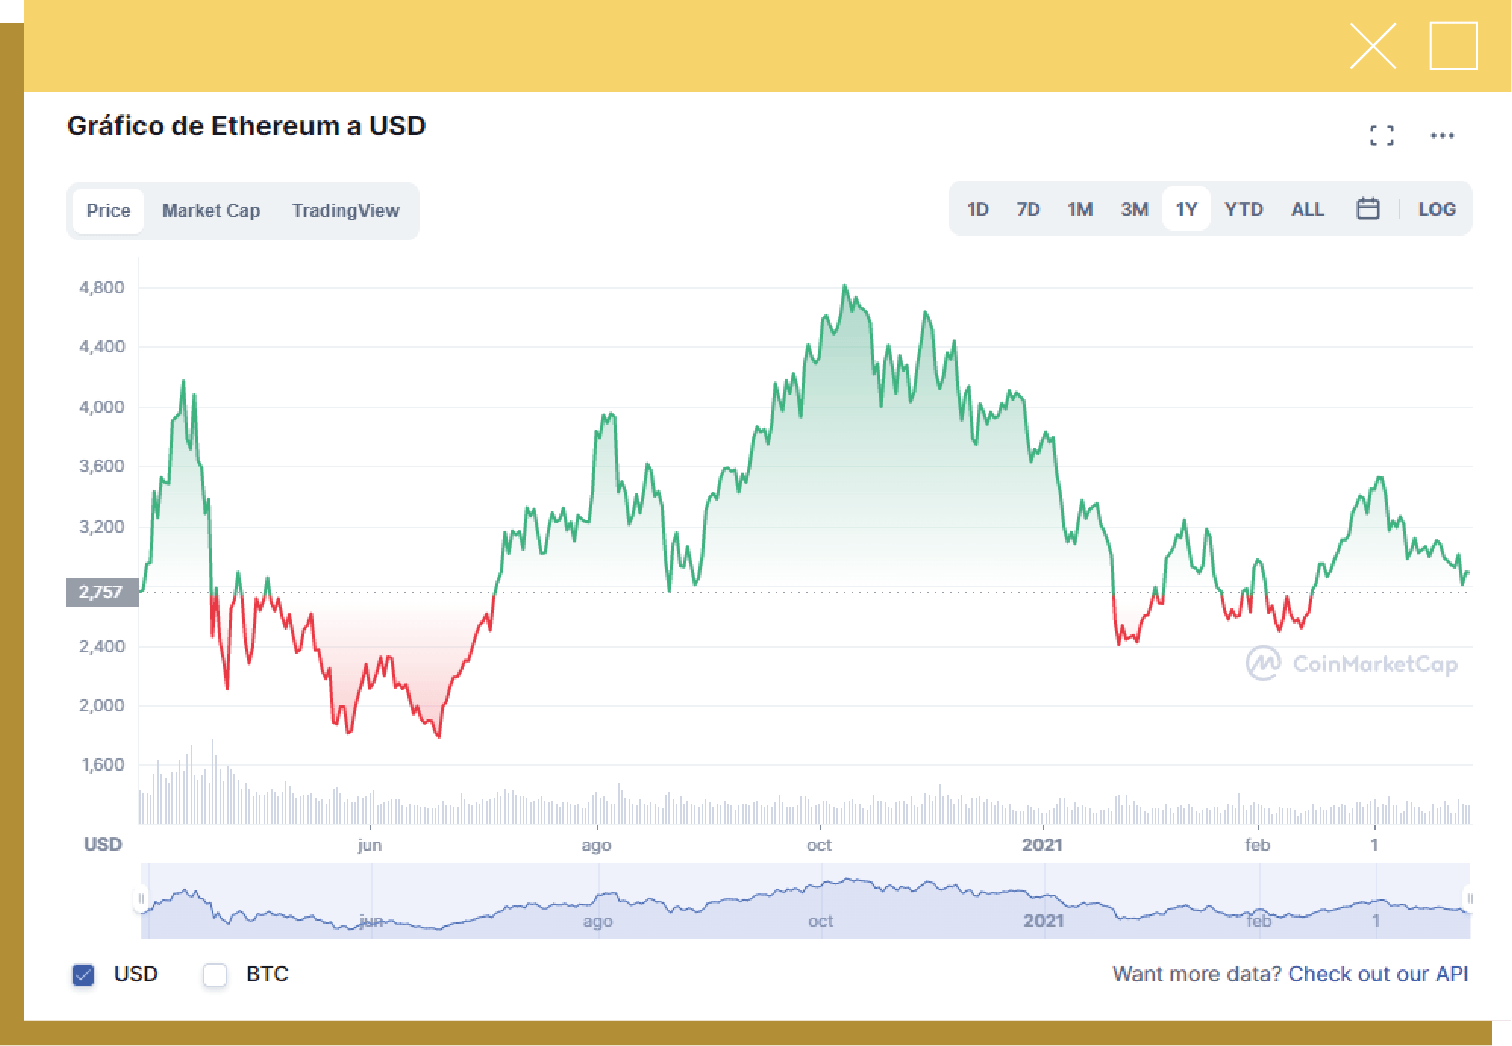 Gráfico de Ethereum a USD
Price Market Cap TradingView
1D 7D 1M 3M 1Y YTD ALL LOG
4,800
4,400
4,000
3,600
3,200
2,757
2,400
2,000
1,600
CoinMarketCap
USD jun ago oct 2021 feb 1
jun ago oct 2021 feb 1
USD BTC
Want more data? Check out our API